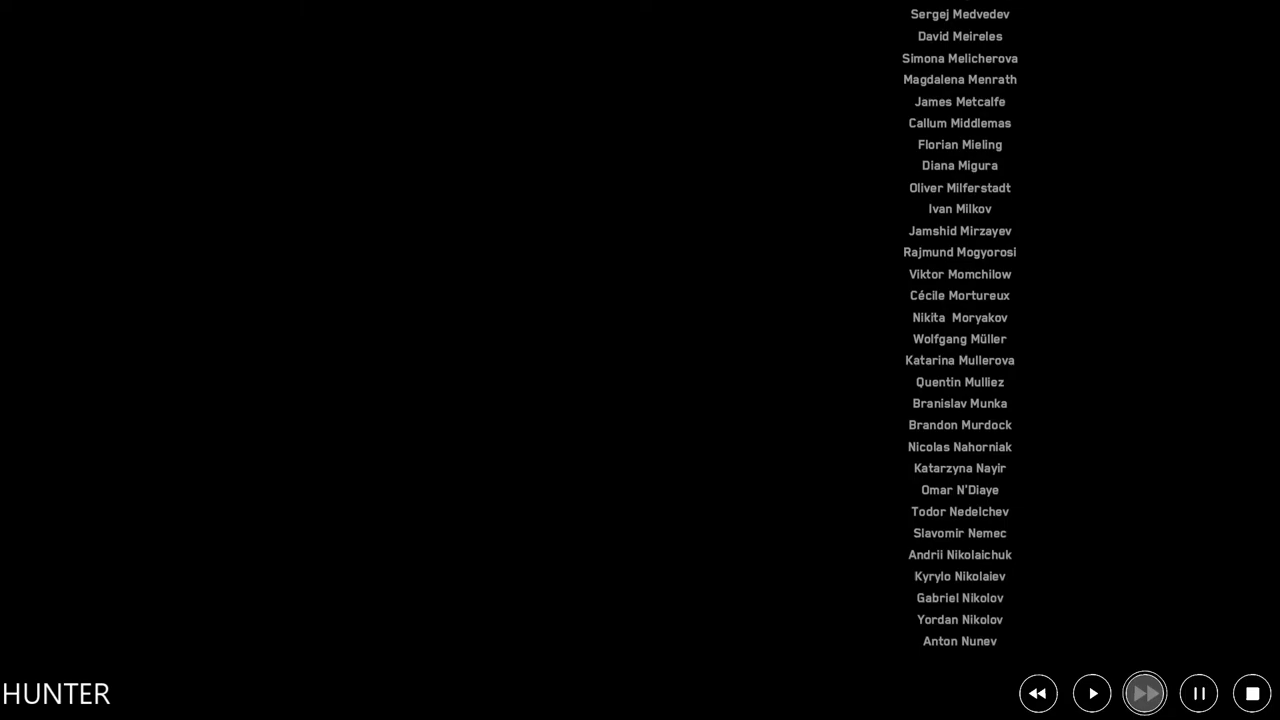 Sergej Medvedev
David Meireles
Simona Melicherova
Magdalena Menrath
James Metcalfe
Callum Middlemas
Florian Mieling
Diana Migura
Oliver Milferstadt
Ivan Milkov
Jamshid Mirzayev
Rajmund Mogyorosi
Viktor Momchilow
Cécile Mortureux
Nikita  Moryakov
Wolfgang Müller
Katarina Mullerova
Quentin Mulliez
Branislav Munka
Brandon Murdock
Nicolas Nahorniak
Katarzyna Nayir
Omar N'Diaye
Todor Nedelchev
Slavomir Nemec
Andrii Nikolaichuk
Kyrylo Nikolaiev
Gabriel Nikolov
Yordan Nikolov
Anton Nunev
HUNTER